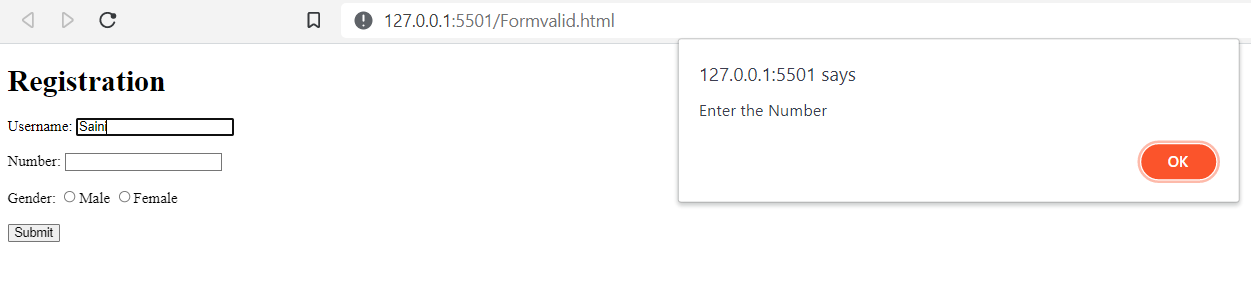 127.0.0.1:5501/Formvalid.html
127.0.0.1:5501 says
Enter the Number
OK
Registration
Username: Saini
Number:
Gender: Male Female
Submit